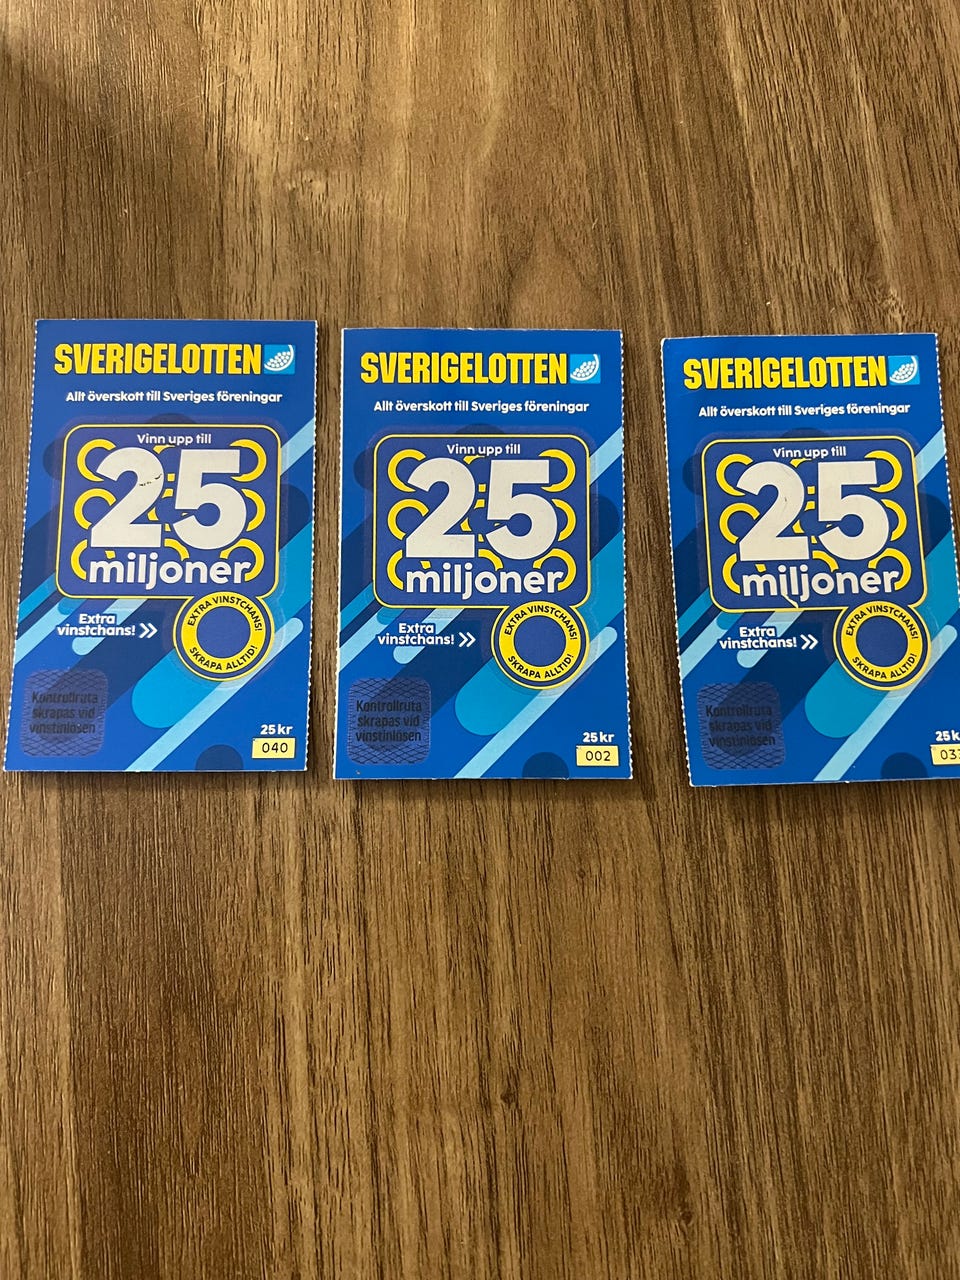 SVERIGELOTTEN
Allt överskott till Sveriges föreningar
Vinn upp till
25
miljoner
Extra
vinstchans!
EXTRA VINSTCHANS!
SKRAPA ALLTID!
Kontrollruta
skrapas vid
vinstinlösen
25 kr
040
SVERIGELOTTEN
Allt överskott till Sveriges föreningar
Vinn upp till
25
miljoner
Extra
vinstchans!
EXTRA VINSTCHANS!
SKRAPA ALLTID!
Kontrollruta
skrapas vid
vinstinlösen
25 kr
002
SVERIGELOTTEN
Allt överskott till Sveriges föreningar
Vinn upp till
25
miljoner
Extra
vinstchans!
EXTRA VINSTCHANS!
SKRAPA ALLTID!
Kontrollruta
skrapas vid
vinstinlösen
25 k